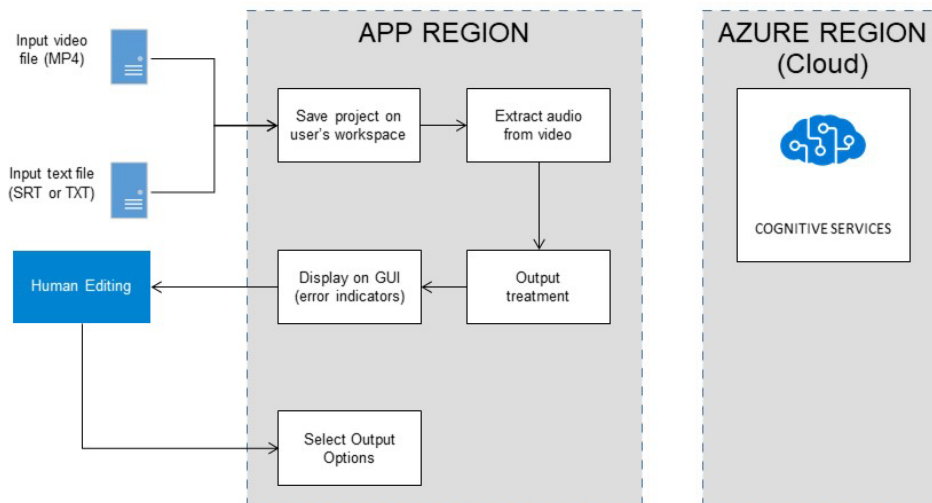 APP REGION
AZURE REGION
(Cloud)
Input video
file (MP4)
Save project on
user's workspace
Extract audio
from video
Input text file
(SRT or TXT)
COGNITIVE SERVICES
Human Editing
Display on GUI
(error indicators)
Output
treatment
Select Output
Options